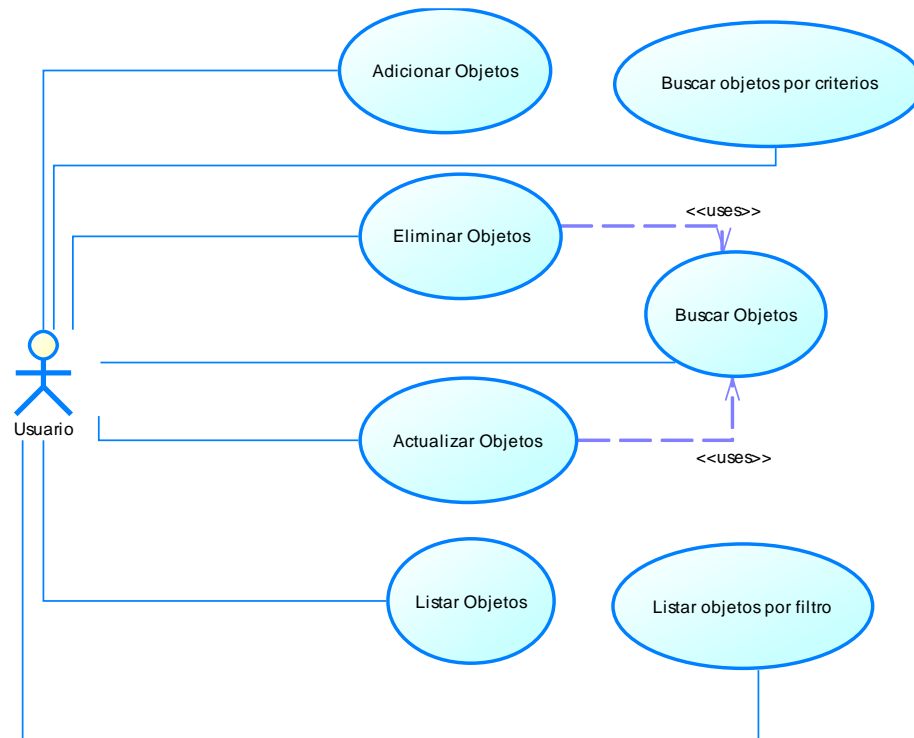 Adicionar Objetos
Buscar objetos por criterios
<<uses>>
Eliminar Objetos
Buscar Objetos
Usuario
Actualizar Objetos
<<uses>>
Listar Objetos
Listar objetos por filtro